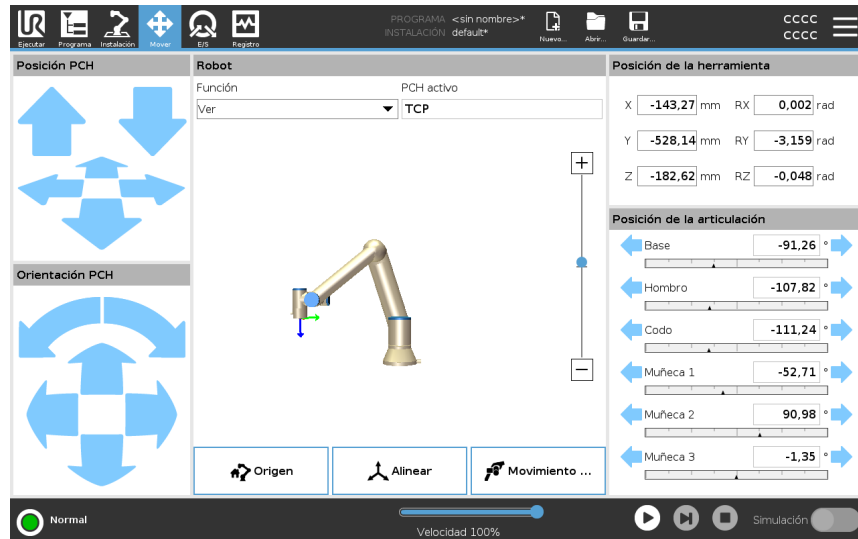 UR
Ejecutar
Programa
Instalación
Mover
E/S
Registro
PROGRAMA <sin nombre>*
INSTALACIÓN default*
Nuevo...
Abrir...
Guardar...
CCCC
CCCC
Posición PCH
Orientación PCH
Robot
Función
PCH activo
Ver
TCP
Origen
Alinear
Movimiento ...
Posición de la herramienta
X -143,27 mm RX 0,002 rad
Y -528,14 mm RY -3,159 rad
Z -182,62 mm RZ -0,048 rad
Posición de la articulación
Base -91,26 °
Hombro -107,82 °
Codo -111,24 °
Muñeca 1 -52,71 °
Muñeca 2 90,98 °
Muñeca 3 -1,35 °
Normal
Velocidad 100%
Simulación